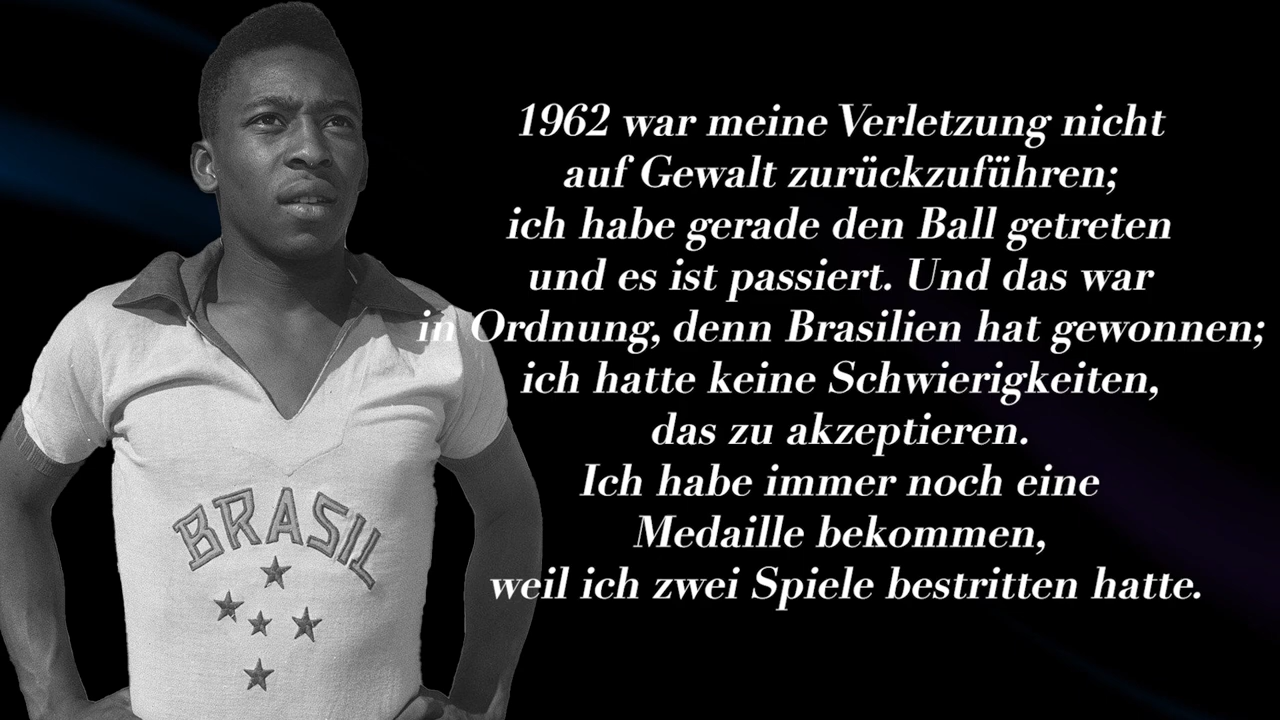 1962 war meine Verletzung nicht
auf Gewalt zurückzuführen;
ich habe gerade den Ball getreten
und es ist passiert. Und das war
in Ordnung, denn Brasilien hat gewonnen;
ich hatte keine Schwierigkeiten,
das zu akzeptieren.
Ich habe immer noch eine
Medaille bekommen,
weil ich zwei Spiele bestritten hatte.
BRASIL